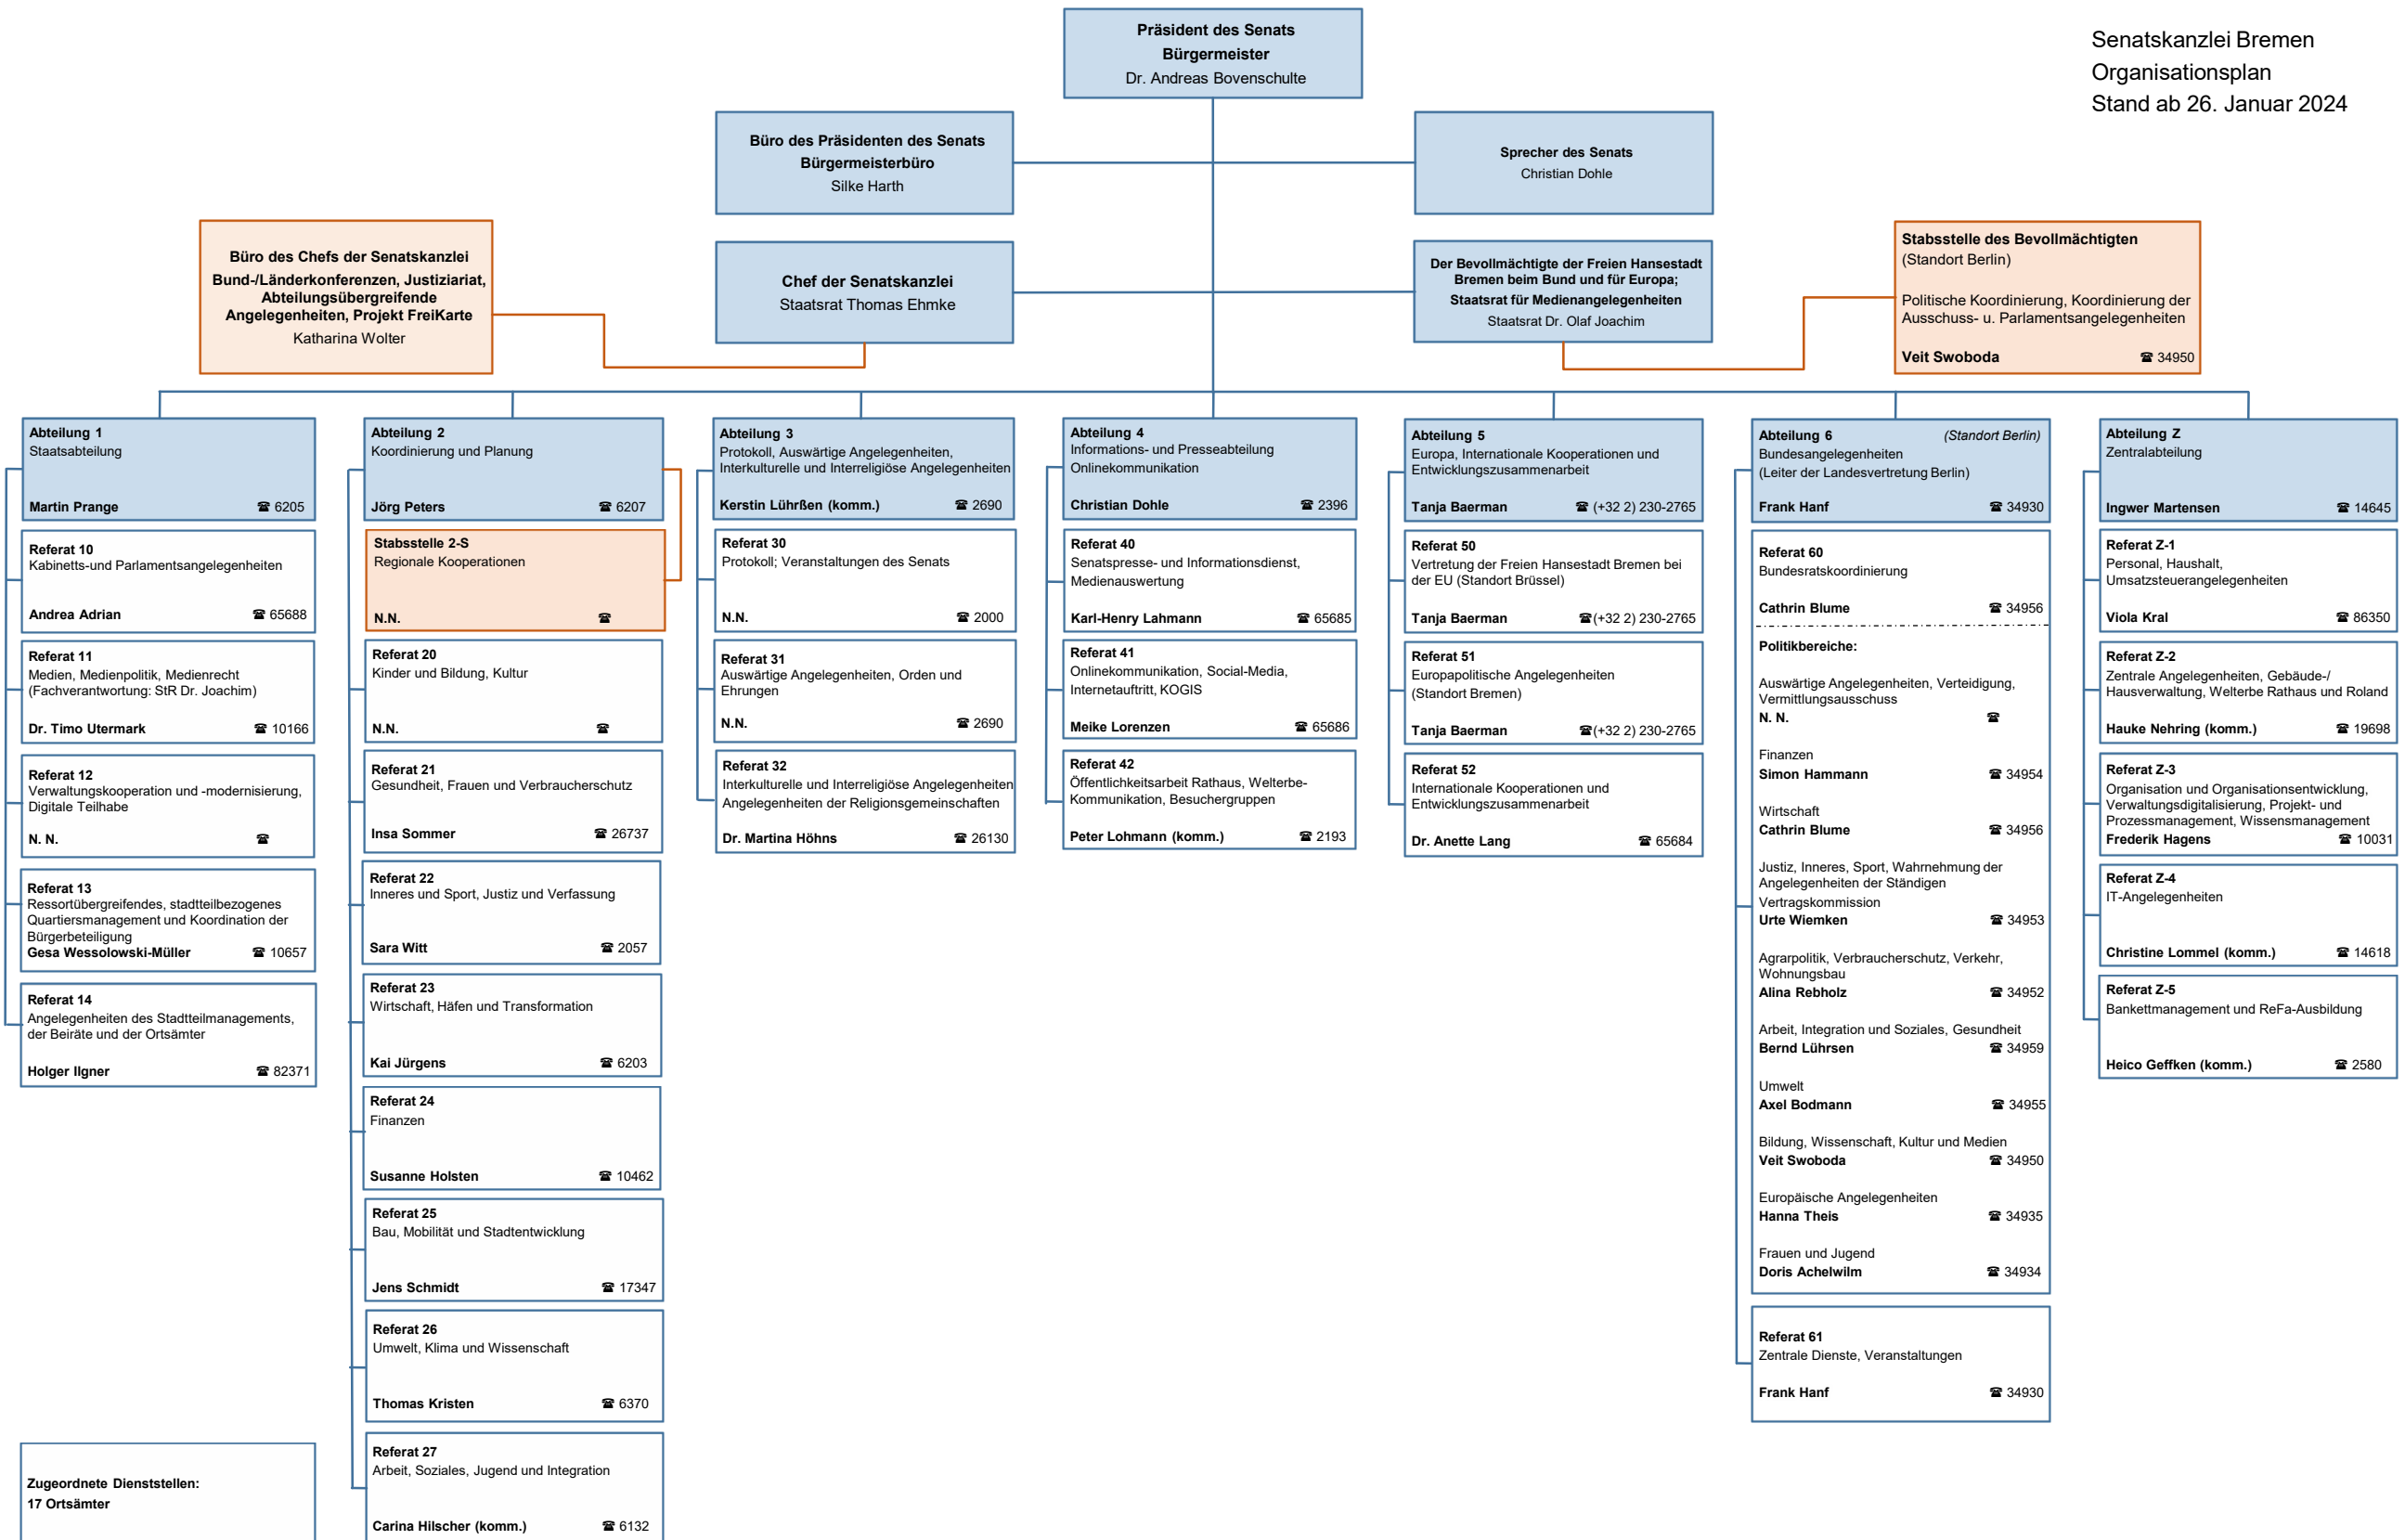 Senatskanzlei Bremen
Organisationsplan
Stand ab 26. Januar 2024
Präsident des Senats
Bürgermeister
Dr. Andreas Bovenschulte
Büro des Präsidenten des Senats
Bürgermeisterbüro
Silke Harth
Sprecher des Senats
Christian Dohle
Büro des Chefs der Senatskanzlei
Bund-/Länderkonferenzen, Justiziariat,
Abteilungsübergreifende
Angelegenheiten, Projekt FreiKarte
Katharina Wolter
Chef der Senatskanzlei
Staatsrat Thomas Ehmke
Der Bevollmächtigte der Freien Hansestadt
Bremen beim Bund und für Europa;
Staatsrat für Medienangelegenheiten
Staatsrat Dr. Olaf Joachim
Stabsstelle des Bevollmächtigten
(Standort Berlin)
Politische Koordinierung, Koordinierung der
Ausschuss- u. Parlamentsangelegenheiten
Veit Swoboda ☎ 34950
Abteilung 1
Staatsabteilung
Martin Prange ☎ 6205
Referat 10
Kabinetts-und Parlamentsangelegenheiten
Andrea Adrian ☎ 65688
Referat 11
Medien, Medienpolitik, Medienrecht
(Fachverantwortung: StR Dr. Joachim)
Dr. Timo Utermark ☎ 10166
Referat 12
Verwaltungskooperation und -modernisierung,
Digitale Teilhabe
N. N. ☎
Referat 13
Ressortübergreifendes, stadtteilbezogenes
Quartiersmanagement und Koordination der
Bürgerbeteiligung
Gesa Wessolowski-Müller ☎ 10657
Referat 14
Angelegenheiten des Stadtteilmanagements,
der Beiräte und der Ortsämter
Holger Ilgner ☎ 82371
Zugeordnete Dienststellen:
17 Ortsämter
Abteilung 2
Koordinierung und Planung
Jörg Peters ☎ 6207
Stabsstelle 2-S
Regionale Kooperationen
N.N. ☎
Referat 20
Kinder und Bildung, Kultur
N.N. ☎
Referat 21
Gesundheit, Frauen und Verbraucherschutz
Insa Sommer ☎ 26737
Referat 22
Inneres und Sport, Justiz und Verfassung
Sara Witt ☎ 2057
Referat 23
Wirtschaft, Häfen und Transformation
Kai Jürgens ☎ 6203
Referat 24
Finanzen
Susanne Holsten ☎ 10462
Referat 25
Bau, Mobilität und Stadtentwicklung
Jens Schmidt ☎ 17347
Referat 26
Umwelt, Klima und Wissenschaft
Thomas Kristen ☎ 6370
Referat 27
Arbeit, Soziales, Jugend und Integration
Carina Hilscher (komm.) ☎ 6132
Abteilung 3
Protokoll, Auswärtige Angelegenheiten,
Interkulturelle und Interreligiöse Angelegenheiten
Kerstin Lührßen (komm.) ☎ 2690
Referat 30
Protokoll; Veranstaltungen des Senats
N.N. ☎ 2000
Referat 31
Auswärtige Angelegenheiten, Orden und
Ehrungen
N.N. ☎ 2690
Referat 32
Interkulturelle und Interreligiöse Angelegenheiten
Angelegenheiten der Religionsgemeinschaften
Dr. Martina Höhns ☎ 26130
Abteilung 4
Informations- und Presseabteilung
Onlinekommunikation
Christian Dohle ☎ 2396
Referat 40
Senatspresse- und Informationsdienst,
Medienauswertung
Karl-Henry Lahmann ☎ 65685
Referat 41
Onlinekommunikation, Social-Media,
Internetauftritt, KOGIS
Meike Lorenzen ☎ 65686
Referat 42
Öffentlichkeitsarbeit Rathaus, Welterbe-
Kommunikation, Besuchergruppen
Peter Lohmann (komm.) ☎ 2193
Abteilung 5
Europa, Internationale Kooperationen und
Entwicklungszusammenarbeit
Tanja Baerman ☎ (+32 2) 230-2765
Referat 50
Vertretung der Freien Hansestadt Bremen bei
der EU (Standort Brüssel)
Tanja Baerman ☎(+32 2) 230-2765
Referat 51
Europapolitische Angelegenheiten
(Standort Bremen)
Tanja Baerman ☎(+32 2) 230-2765
Referat 52
Internationale Kooperationen und
Entwicklungszusammenarbeit
Dr. Anette Lang ☎ 65684
Abteilung 6 (Standort Berlin)
Bundesangelegenheiten
(Leiter der Landesvertretung Berlin)
Frank Hanf ☎ 34930
Referat 60
Bundesratskoordinierung
Cathrin Blume ☎ 34956
Politikbereiche:
Auswärtige Angelegenheiten, Verteidigung,
Vermittlungsausschuss
N. N. ☎
Finanzen
Simon Hammann ☎ 34954
Wirtschaft
Cathrin Blume ☎ 34956
Justiz, Inneres, Sport, Wahrnehmung der
Angelegenheiten der Ständigen
Vertragskommission
Urte Wiemken ☎ 34953
Agrarpolitik, Verbraucherschutz, Verkehr,
Wohnungsbau
Alina Rebholz ☎ 34952
Arbeit, Integration und Soziales, Gesundheit
Bernd Lührsen ☎ 34959
Umwelt
Axel Bodmann ☎ 34955
Bildung, Wissenschaft, Kultur und Medien
Veit Swoboda ☎ 34950
Europäische Angelegenheiten
Hanna Theis ☎ 34935
Frauen und Jugend
Doris Achelwilm ☎ 34934
Referat 61
Zentrale Dienste, Veranstaltungen
Frank Hanf ☎ 34930
Abteilung Z
Zentralabteilung
Ingwer Martensen ☎ 14645
Referat Z-1
Personal, Haushalt,
Umsatzsteuerangelegenheiten
Viola Kral ☎ 86350
Referat Z-2
Zentrale Angelegenheiten, Gebäude-/
Hausverwaltung, Welterbe Rathaus und Roland
Hauke Nehring (komm.) ☎ 19698
Referat Z-3
Organisation und Organisationsentwicklung,
Verwaltungsdigitalisierung, Projekt- und
Prozessmanagement, Wissensmanagement
Frederik Hagens ☎ 10031
Referat Z-4
IT-Angelegenheiten
Christine Lommel (komm.) ☎ 14618
Referat Z-5
Bankettmanagement und ReFa-Ausbildung
Heico Geffken (komm.) ☎ 2580